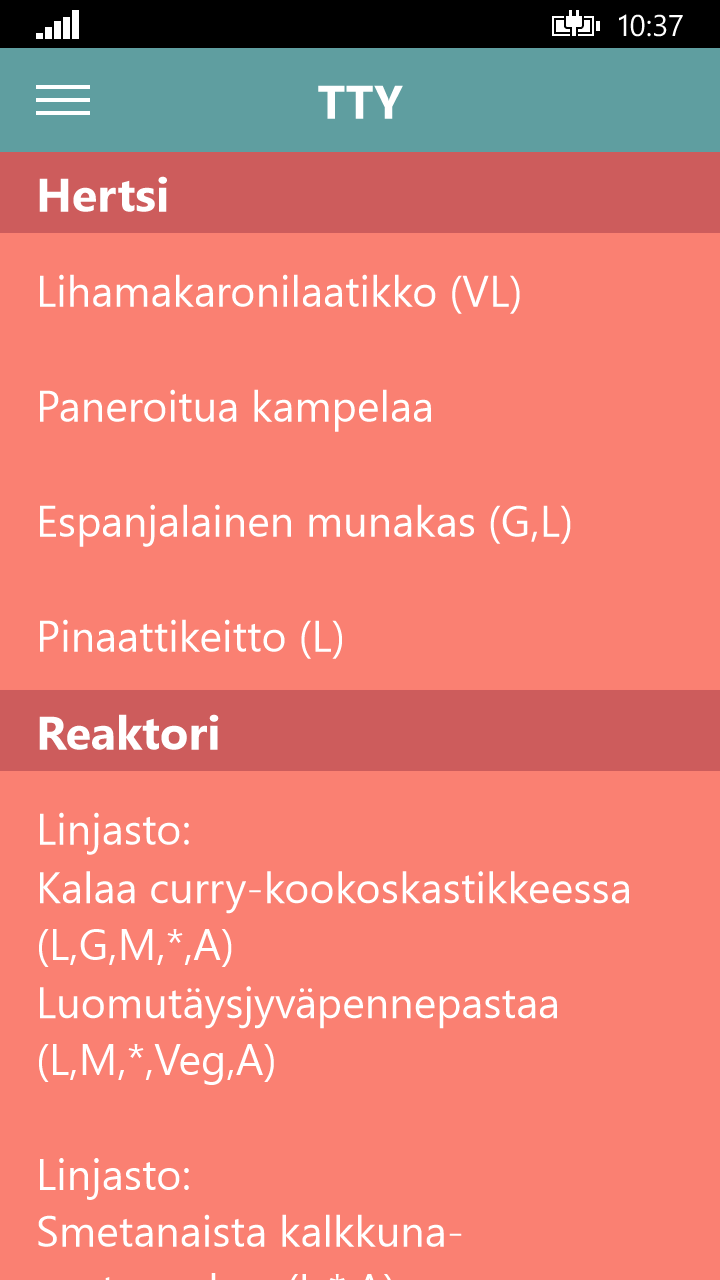 10:37
TTY
Hertsi
Lihamakaronilaatikko (VL)
Paneroitua kampelaa
Espanjalainen munakas (G,L)
Pinaattikeitto (L)
Reaktori
Linjasto:
Kalaa curry-kookoskastikkeessa
(L,G,M,*,A)
Luomutäysjyväpennepastaa
(L,M,*,Veg,A)
Linjasto:
Smetanaista kalkkuna-